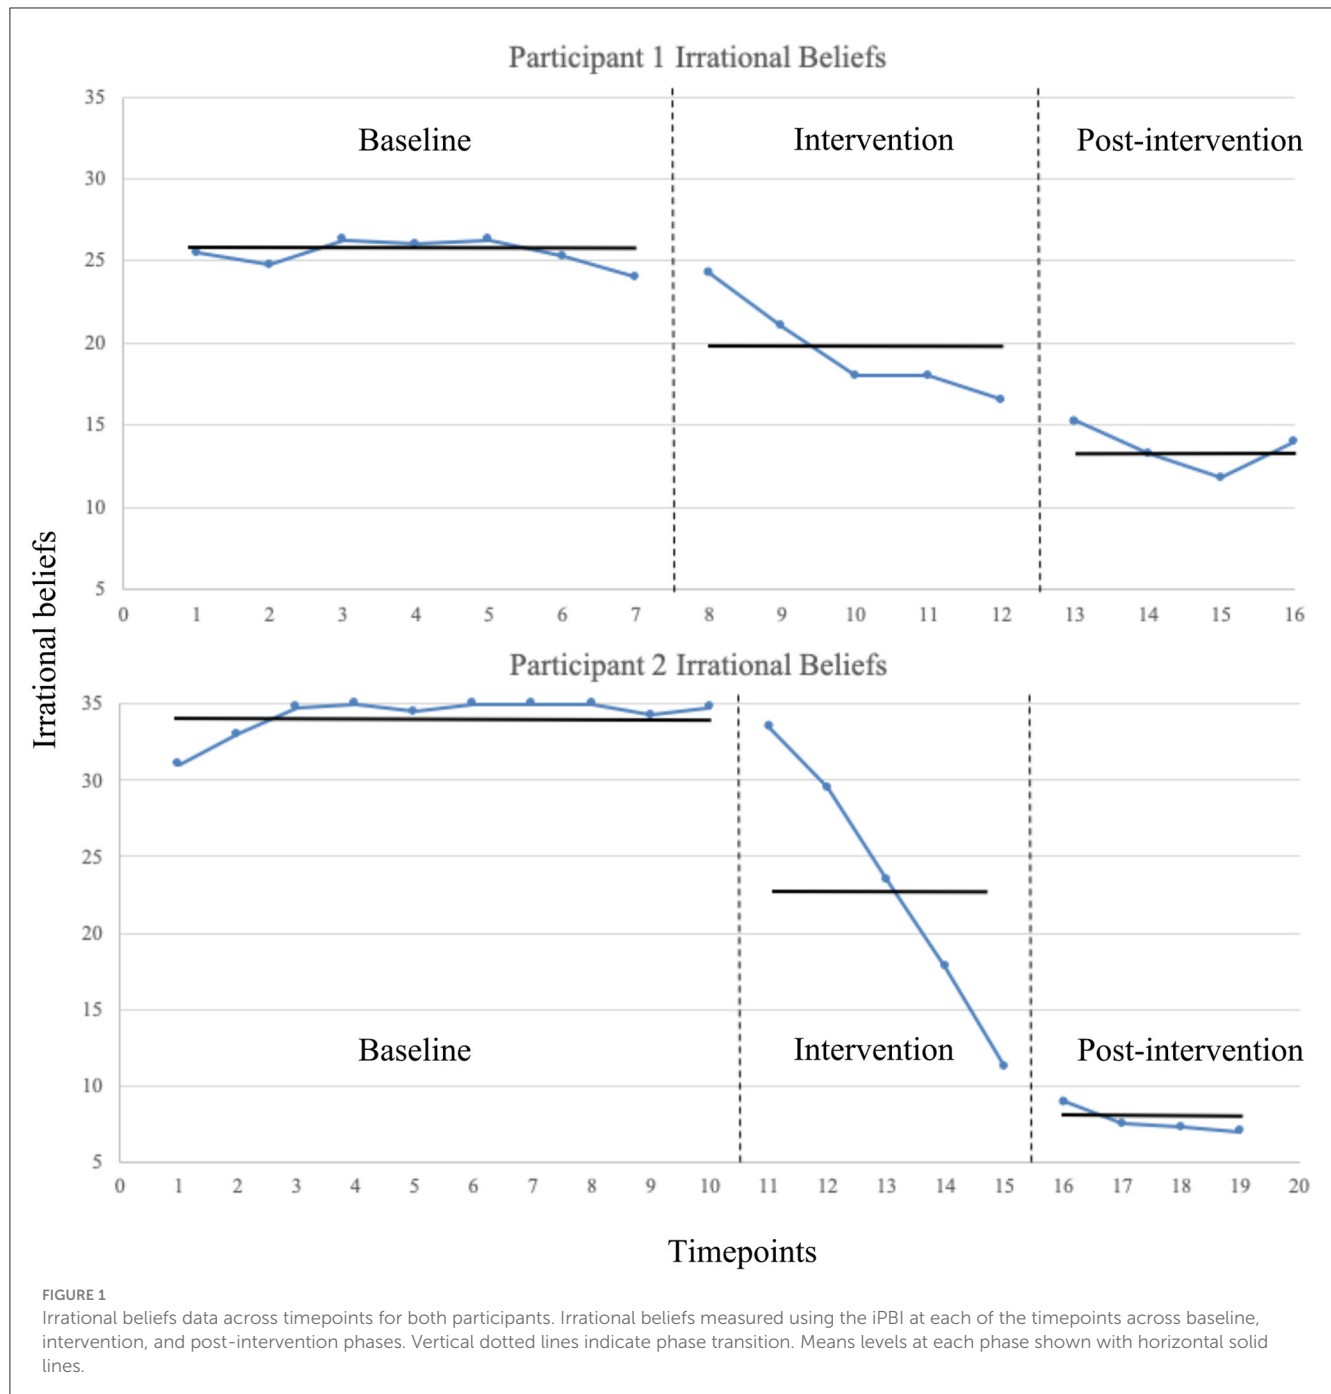 Participant 1 Irrational Beliefs
35
Baseline
Intervention
Post-intervention
30
25
20
15
10
5
0 1 2 3 4 5 6 7 8 9 10 11 12 13 14 15 16
Irrational beliefs
Participant 2 Irrational Beliefs
35
30
25
20
15
Baseline
Intervention
Post-intervention
10
5
0 1 2 3 4 5 6 7 8 9 10 11 12 13 14 15 16 17 18 19 20
Timepoints
FIGURE 1
Irrational beliefs data across timepoints for both participants. Irrational beliefs measured using the iPBI at each of the timepoints across baseline,
intervention, and post-intervention phases. Vertical dotted lines indicate phase transition. Means levels at each phase shown with horizontal solid
lines.